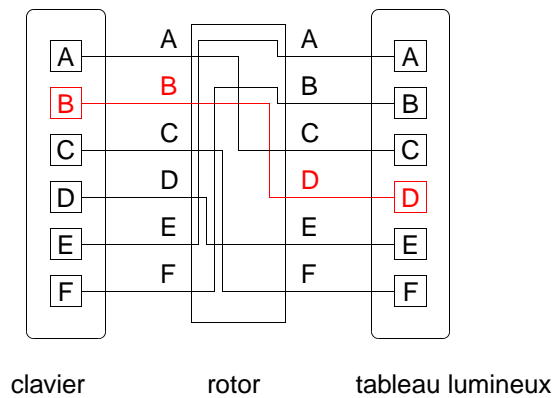 A A
A A
B B
B B
C C
C C
D D
D D
E E
E E
F F
F F
clavier rotor tableau lumineux